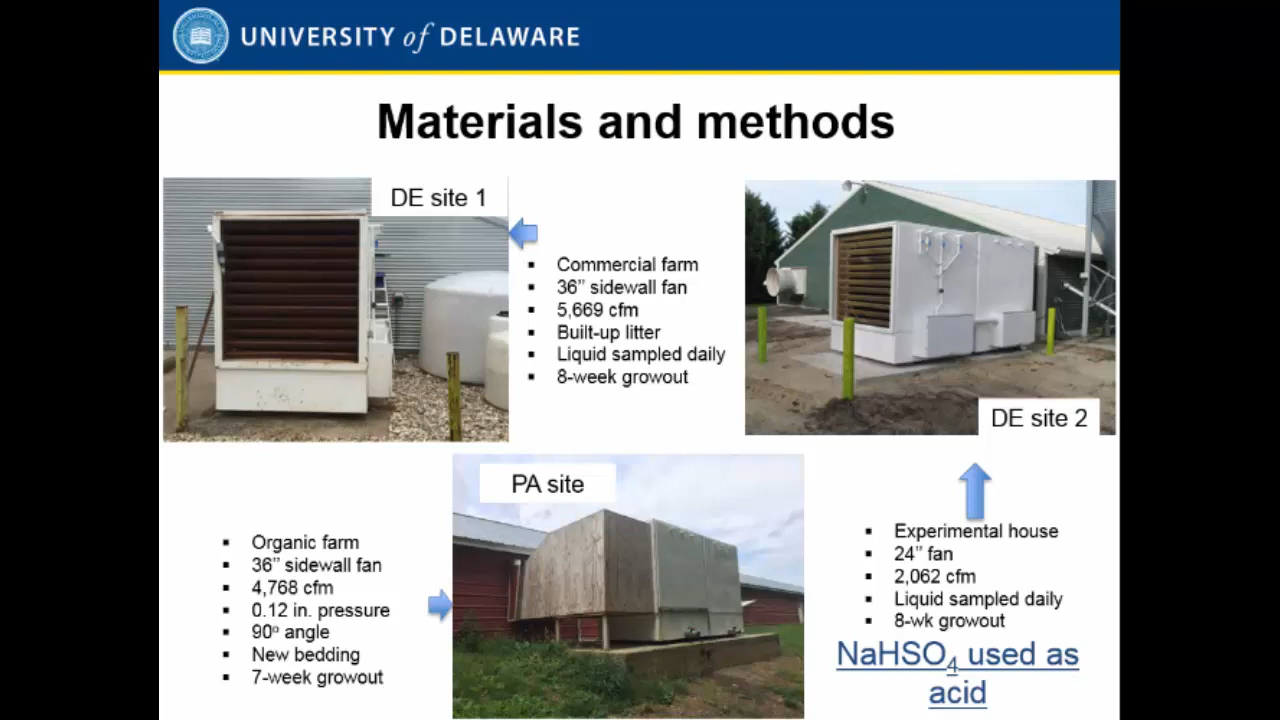 UNIVERSITY of DELAWARE
Materials and methods
DE site 1
▪ Commercial farm
▪ 36” sidewall fan
▪ 5,669 cfm
▪ Built-up litter
▪ Liquid sampled daily
▪ 8-week growout
DE site 2
PA site
▪ Organic farm
▪ 36” sidewall fan
▪ 4,768 cfm
▪ 0.12 in. pressure
▪ 90º angle
▪ New bedding
▪ 7-week growout
▪ Experimental house
▪ 24” fan
▪ 2,062 cfm
▪ Liquid sampled daily
▪ 8-wk growout
NaHSO₄ used as
acid